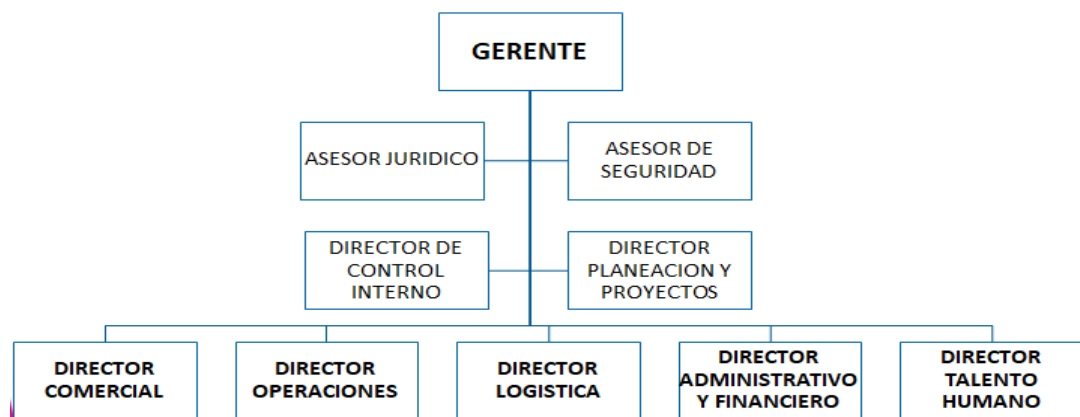 GERENTE
ASESOR JURIDICO
ASESOR DE
SEGURIDAD
DIRECTOR DE
CONTROL
INTERNO
DIRECTOR
PLANEACION Y
PROYECTOS
DIRECTOR
COMERCIAL
DIRECTOR
OPERACIONES
DIRECTOR
LOGISTICA
DIRECTOR
ADMINISTRATIVO
Y FINANCIERO
DIRECTOR
TALENTO
HUMANO